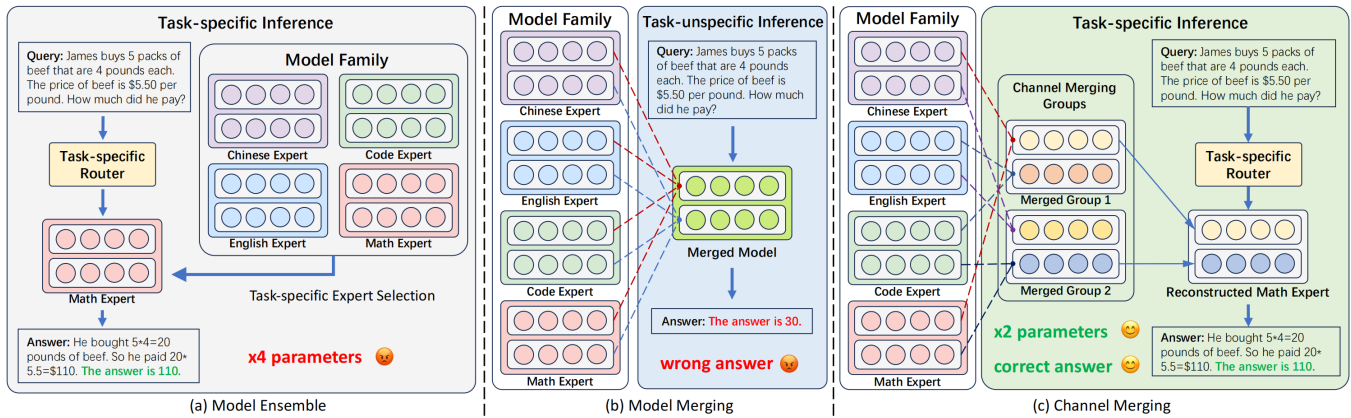 Task-specific Inference
Query: James buys 5 packs of
beef that are 4 pounds each.
The price of beef is $5.50 per
pound. How much did he pay?
Task-specific
Router
Math Expert
Answer: He bought 5*4=20
pounds of beef. So he paid 20*
5.5=$110. The answer is 110.
Model Family
Chinese Expert
Code Expert
English Expert
Math Expert
Task-specific Expert Selection
x4 parameters
(a) Model Ensemble
Model Family
Chinese Expert
English Expert
Code Expert
Math Expert
Task-unspecific Inference
Query: James buys 5 packs
of beef that are 4 pounds
each. The price of beef is
$5.50 per pound. How much
did he pay?
Merged Model
Answer: The answer is 30.
wrong answer
(b) Model Merging
Model Family
Chinese Expert
English Expert
Code Expert
Math Expert
Task-specific Inference
Channel Merging
Groups
Merged Group 1
Merged Group 2
Query: James buys 5 packs of
beef that are 4 pounds each.
The price of beef is $5.50 per
pound. How much did he pay?
Task-specific
Router
Reconstructed Math Expert
x2 parameters
correct answer
Answer: He bought 5*4=20
pounds of beef. So he paid 20*
5.5=$110. The answer is 110.
(c) Channel Merging